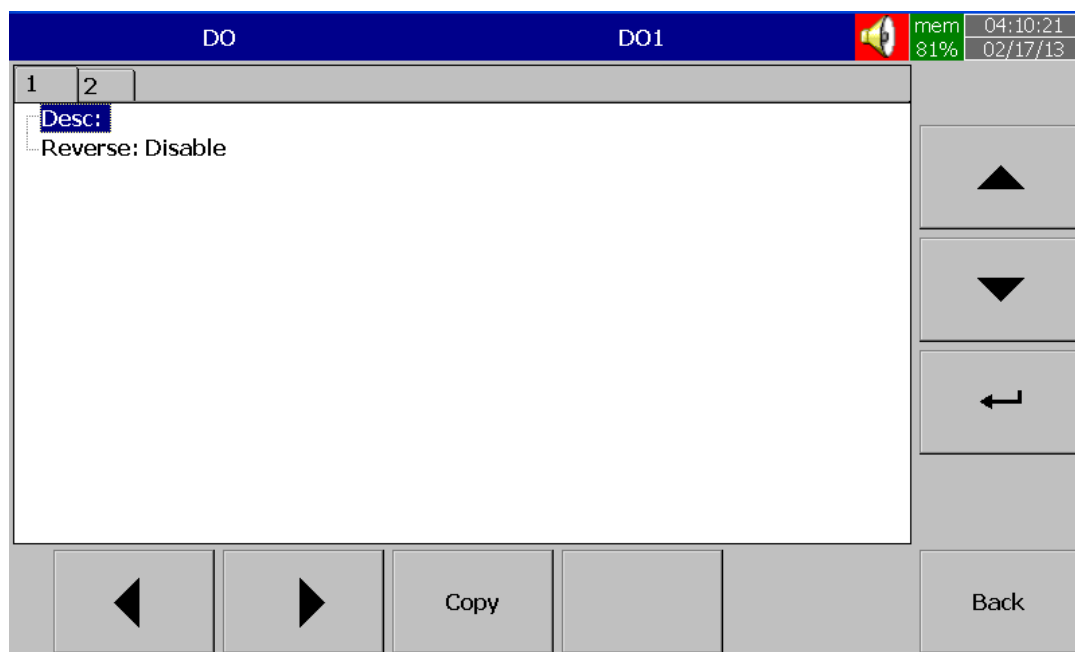 DO DO1 mem 04:10:21
81% 02/17/13
1 2
Desc:
Reverse: Disable
Copy Back